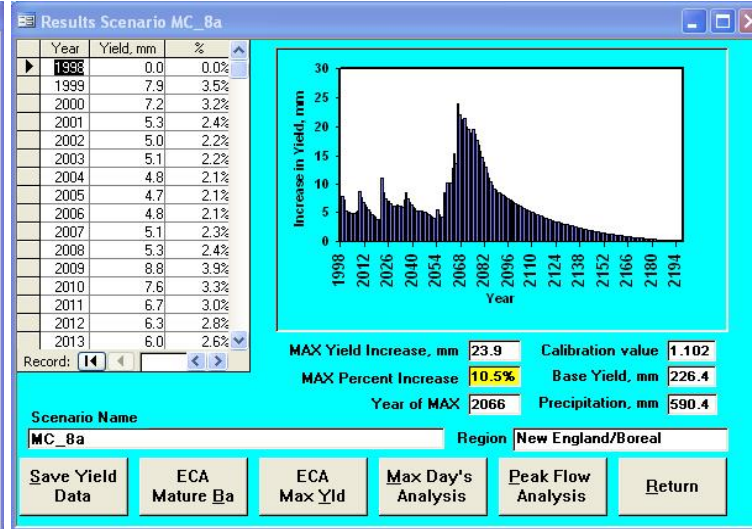 Results Scenario MC_8a
Year Yield, mm %
1998 0.0 0.0%
1999 7.9 3.5%
2000 7.2 3.2%
2001 5.3 2.4%
2002 5.0 2.2%
2003 5.1 2.2%
2004 4.8 2.1%
2005 4.7 2.1%
2006 4.8 2.1%
2007 5.1 2.3%
2008 5.3 2.4%
2009 8.8 3.9%
2010 7.6 3.3%
2011 6.7 3.0%
2012 6.3 2.8%
2013 6.0 2.6%
Record:
Increase in Yield, mm
30
25
20
15
10
5
0
1998 2012 2026 2040 2054 2068 2082 2096 2110 2124 2138 2152 2166 2180 2194
Year
MAX Yield Increase, mm 23.9 Calibration value 1.102
MAX Percent Increase 10.5% Base Yield, mm 226.4
Year of MAX 2066 Precipitation, mm 590.4
Scenario Name
MC_8a Region New England/Boreal
Save Yield Data
ECA Mature Ba
ECA Max Yld
Max Day's Analysis
Peak Flow Analysis
Return